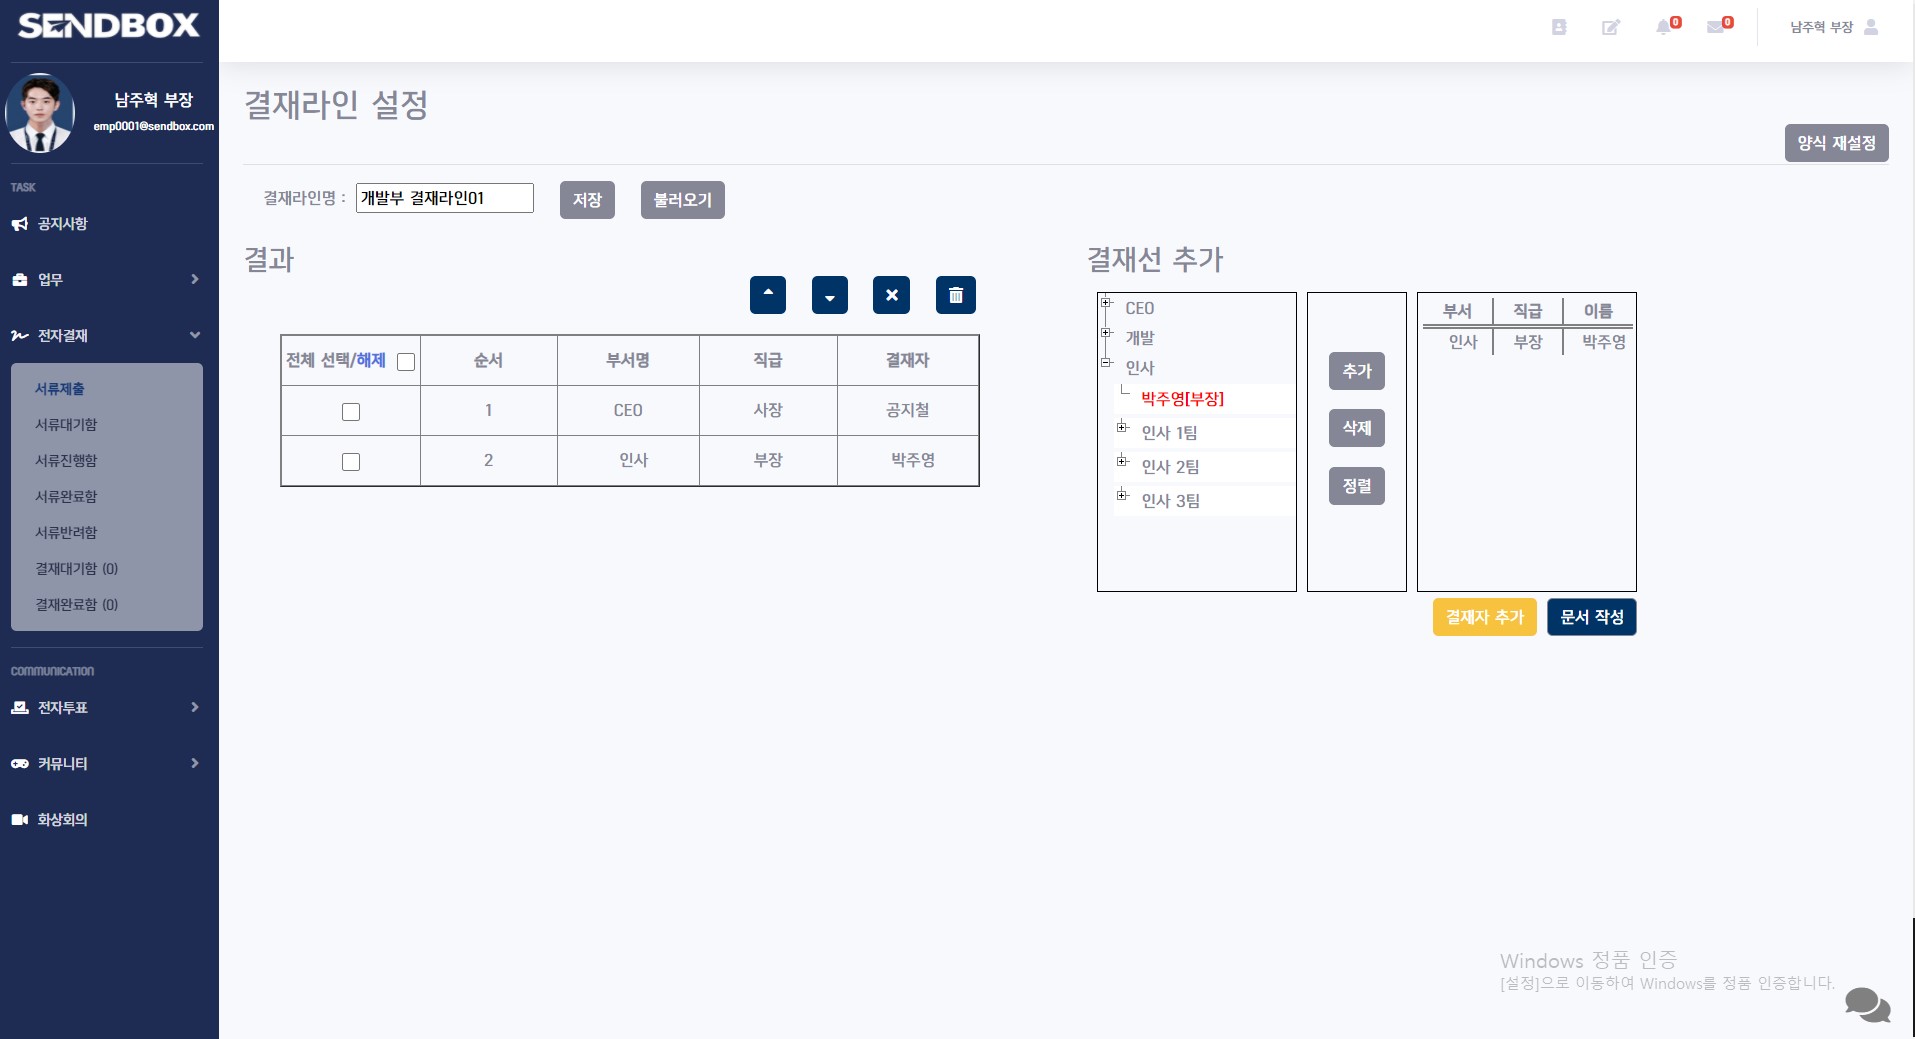 SENDBOX
남주혁 부장
emp0001@sendbox.com
TASK
공지사항
업무
전자결재
서류제출
서류대기함
서류진행함
서류완료함
서류반려함
결재대기함 (0)
결재완료함 (0)
COMMUNICATION
전자투표
커뮤니티
화상회의
0
0
남주혁 부장
결재라인 설정
양식 재설정
결재라인명 : 개발부 결재라인01 저장 불러오기
결과
전체 선택/해제 순서 부서명 직급 결재자
1 CEO 사장 공지철
2 인사 부장 박주영
결재선 추가
CEO
개발
인사
박주영[부장]
인사 1팀
인사 2팀
인사 3팀
추가
삭제
정렬
부서 직급 이름
인사 부장 박주영
결재자 추가 문서 작성
Windows 정품 인증
[설정]으로 이동하여 Windows를 정품 인증합니다.